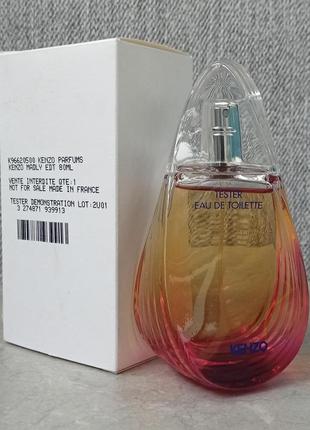 K96620500 KENZO PARFUMS
KENZO MADLY EDT 80ML
VENTE INTERDITE QTE:1
NOT FOR SALE MADE IN FRANCE
TESTER DEMONSTRATION LOT:2U01
3 274871 939913
TESTER
EAU DE TOILETTE
KENZO